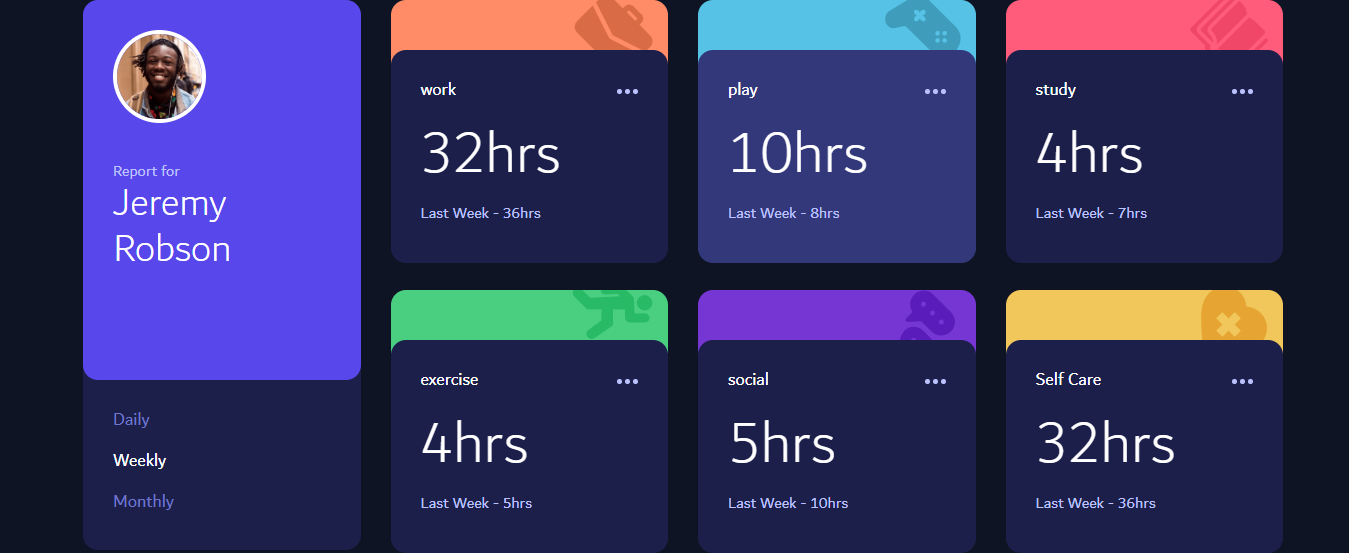 Report for
Jeremy
Robson
Daily
Weekly
Monthly
work
32hrs
Last Week - 36hrs
play
10hrs
Last Week - 8hrs
study
4hrs
Last Week - 7hrs
exercise
4hrs
Last Week - 5hrs
social
5hrs
Last Week - 10hrs
Self Care
32hrs
Last Week - 36hrs